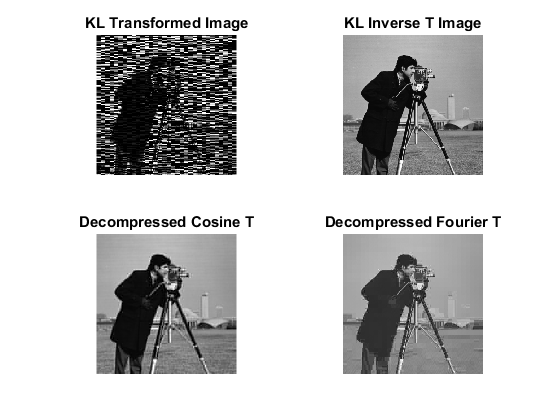 KL Transformed Image
KL Inverse T Image
Decompressed Cosine T
Decompressed Fourier T